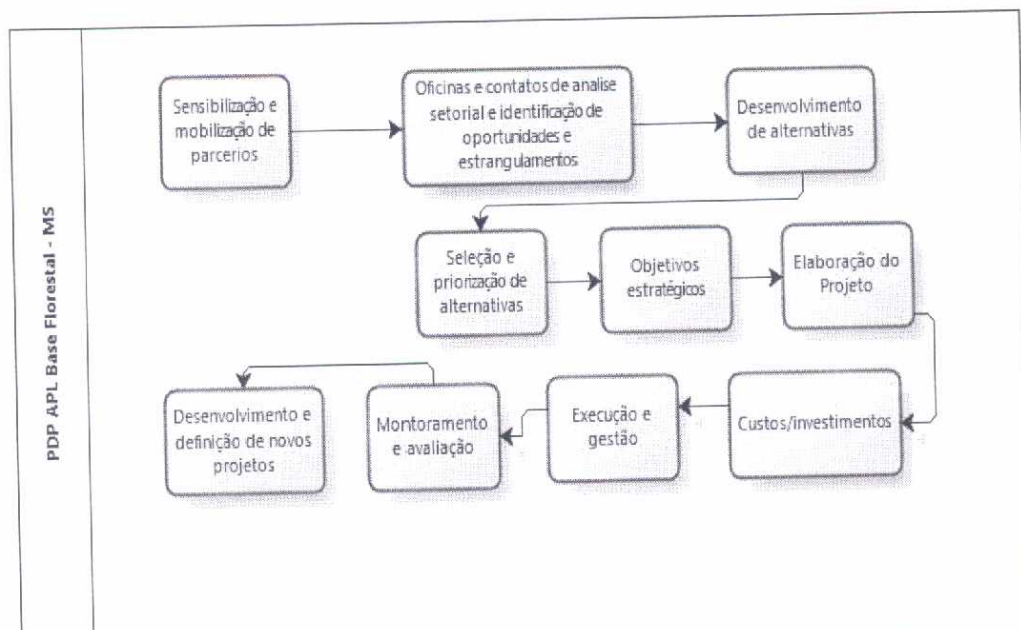 PDP APL Base Florestal - MS
Sensibilização e
mobilização de
parcerios
Oficinas e contatos de analise
setorial e identificação de
oportunidades e
estrangulamentos
Desenvolvimento
de alternativas
Seleção e
priorização de
alternativas
Objetivos
estratégicos
Elaboração do
Projeto
Custos/investimentos
Execução e
gestão
Montoramento
e avaliação
Desenvolvimento e
definição de novos
projetos